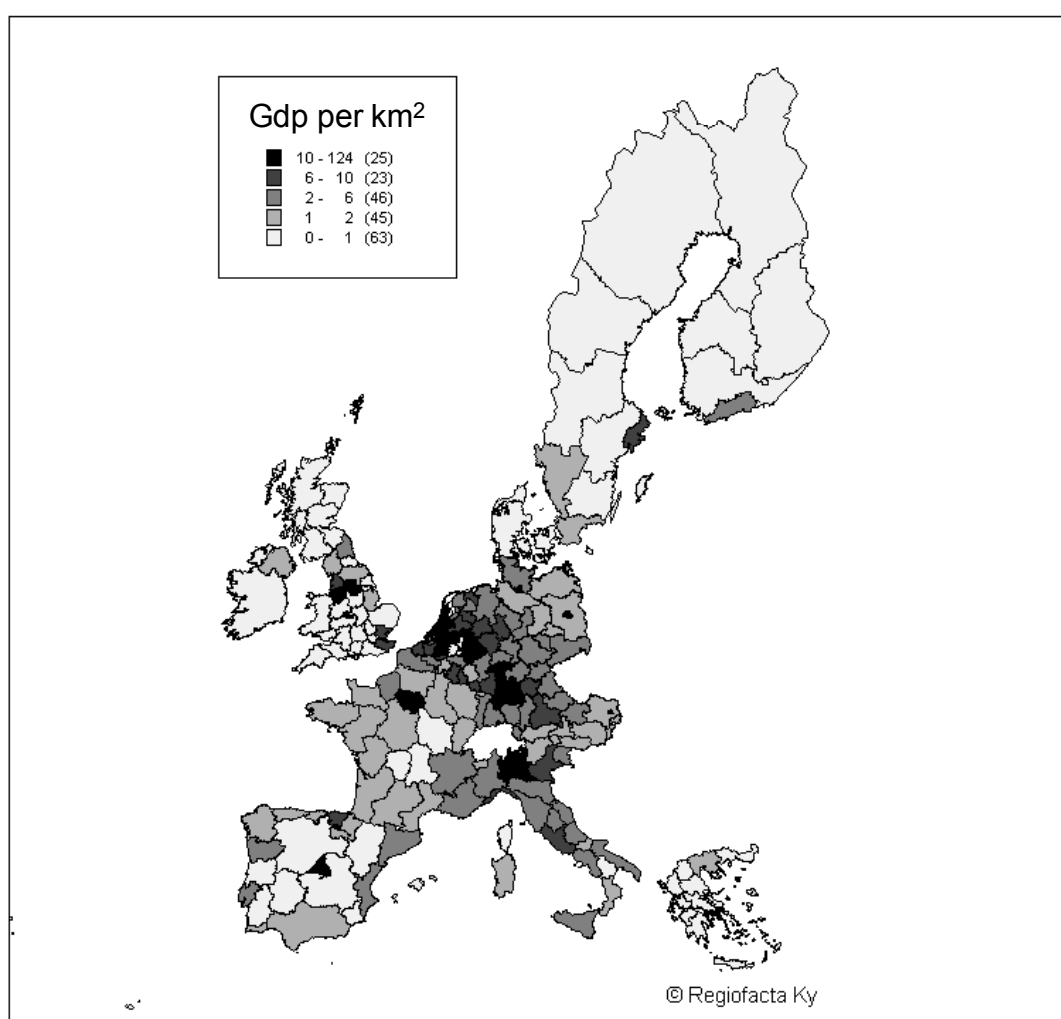 Gdp per km²
10 - 124 (25)
6 - 10 (23)
2 - 6 (46)
1 2 (45)
0 - 1 (63)
© Regiofacta Ky